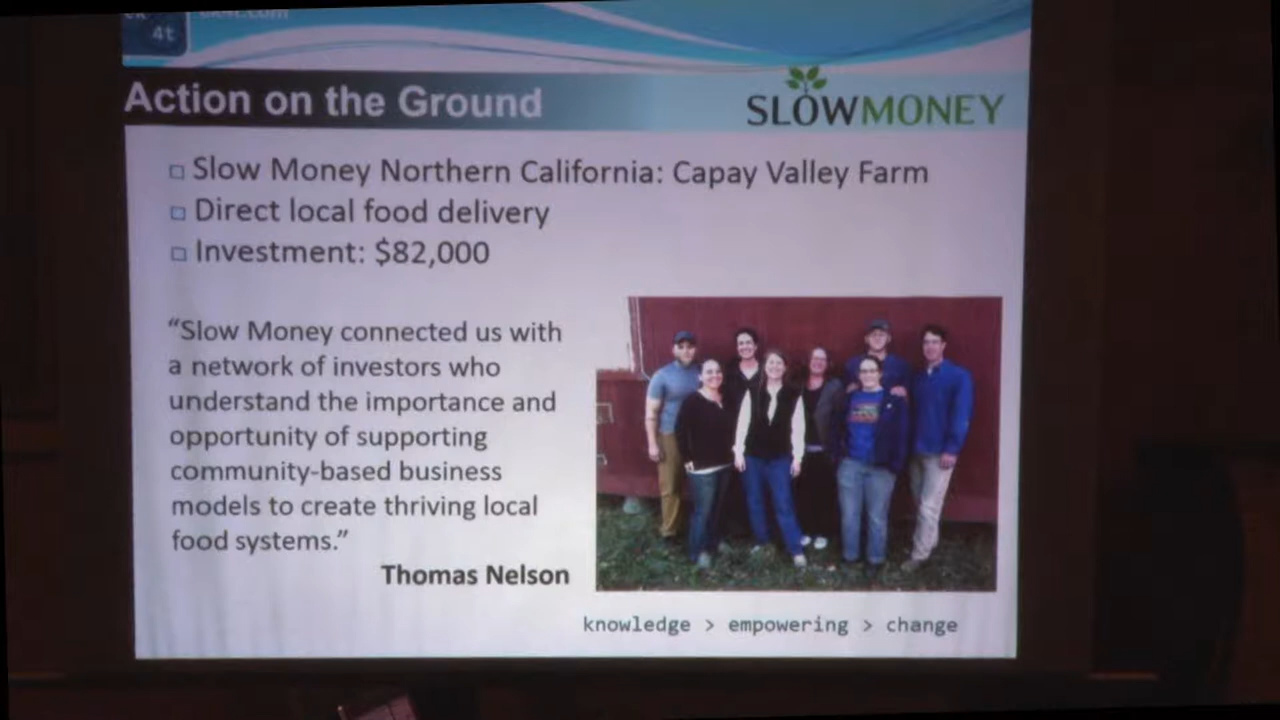 4t
Action on the Ground
SLOWMONEY
Slow Money Northern California: Capay Valley Farm
Direct local food delivery
Investment: $82,000
“Slow Money connected us with
a network of investors who
understand the importance and
opportunity of supporting
community-based business
models to create thriving local
food systems.”
Thomas Nelson
knowledge > empowering > change